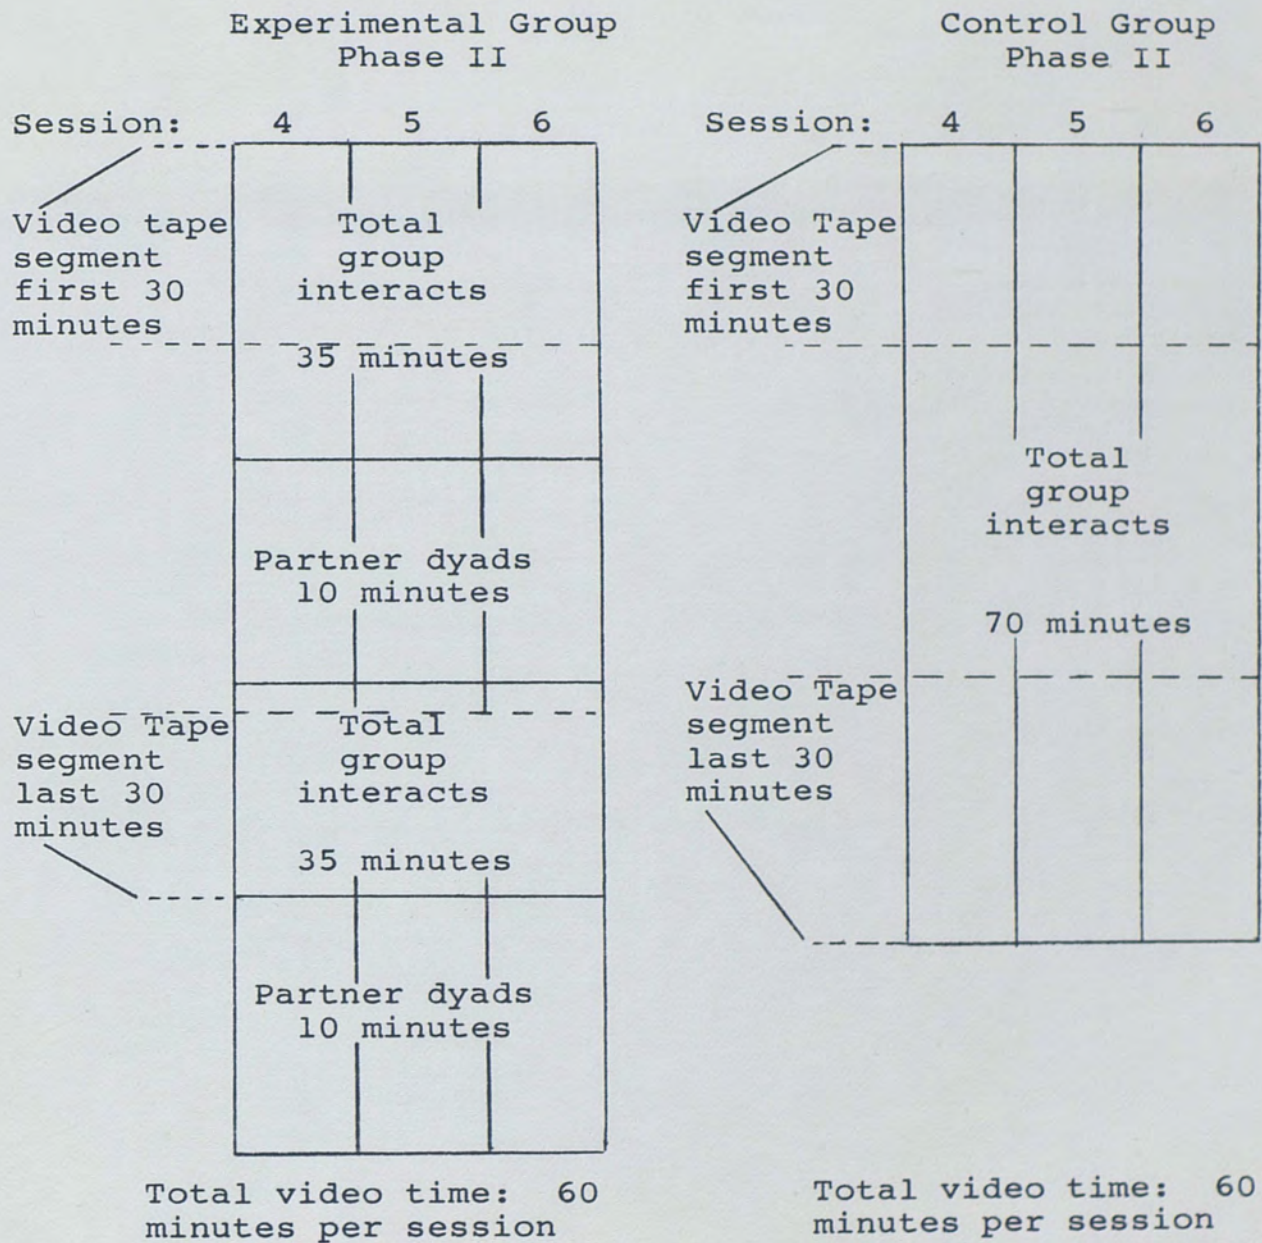 Experimental Group
Phase II
Session: 4 5 6
Video tape
segment
first 30
minutes
Total
group
interacts
35 minutes
Partner dyads
10 minutes
Video Tape
segment
last 30
minutes
Total
group
interacts
35 minutes
Partner dyads
10 minutes
Total video time: 60
minutes per session
Control Group
Phase II
Session: 4 5 6
Video Tape
segment
first 30
minutes
Total
group
interacts
70 minutes
Video Tape
segment
last 30
minutes
Total video time: 60
minutes per session